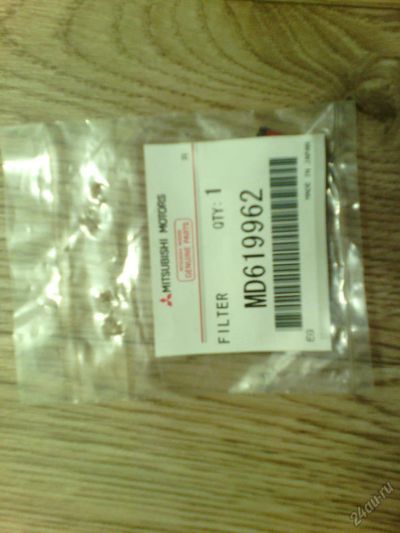 MITSUBISHI MOTORS
GENUINE PARTS
FILTER QTY: 1
MD619962
MADE IN JAPAN
24au.ru